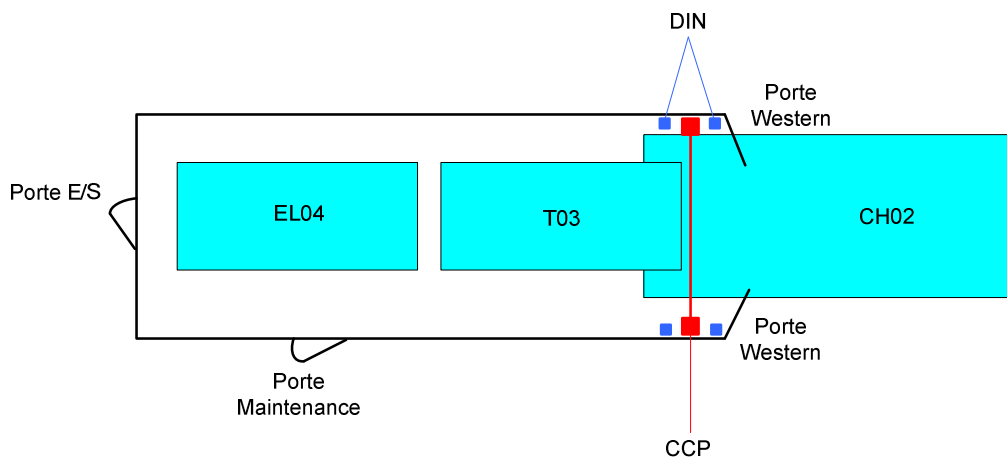 DIN
Porte
Western
Porte E/S
EL04
T03
CH02
Porte
Western
Porte
Maintenance
CCP